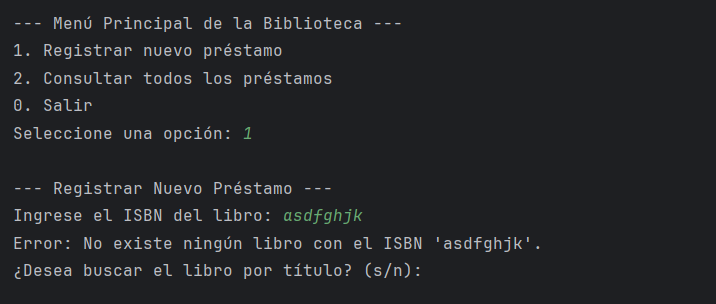 --- Menú Principal de la Biblioteca ---
1. Registrar nuevo préstamo
2. Consultar todos los préstamos
0. Salir
Seleccione una opción: 1
--- Registrar Nuevo Préstamo ---
Ingrese el ISBN del libro: asdfghjk
Error: No existe ningún libro con el ISBN 'asdfghjk'.
¿Desea buscar el libro por título? (s/n):